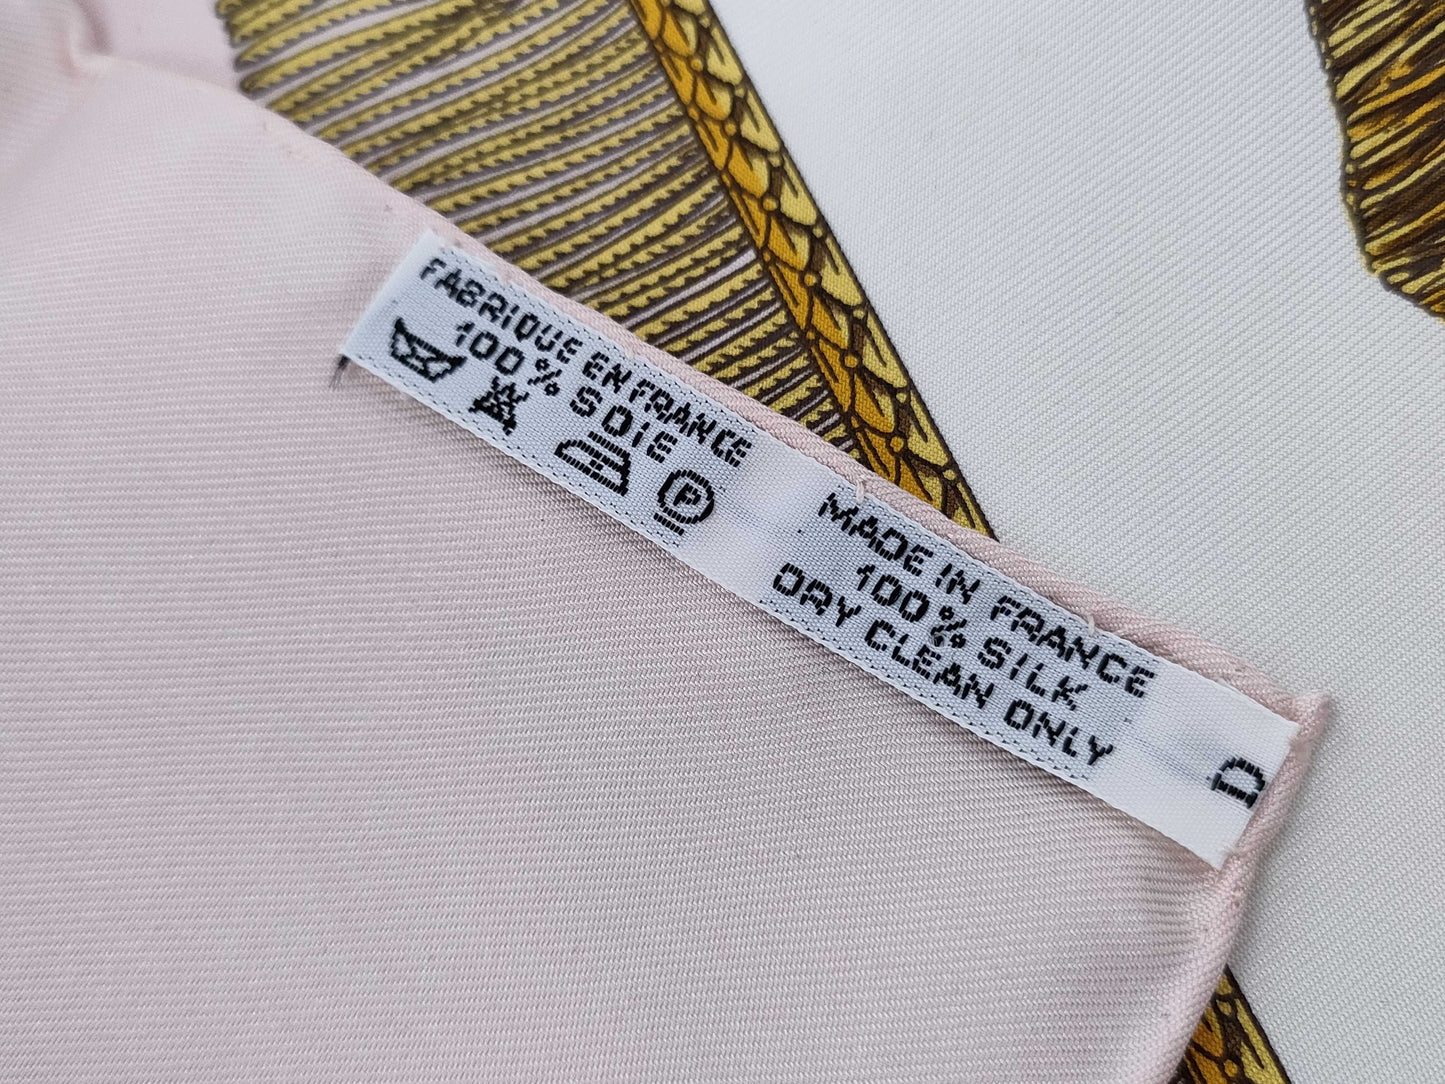 FABRIQUE EN FRANCE
100% SOIE
P
MADE IN FRANCE
100% SILK
DRY CLEAN ONLY
D